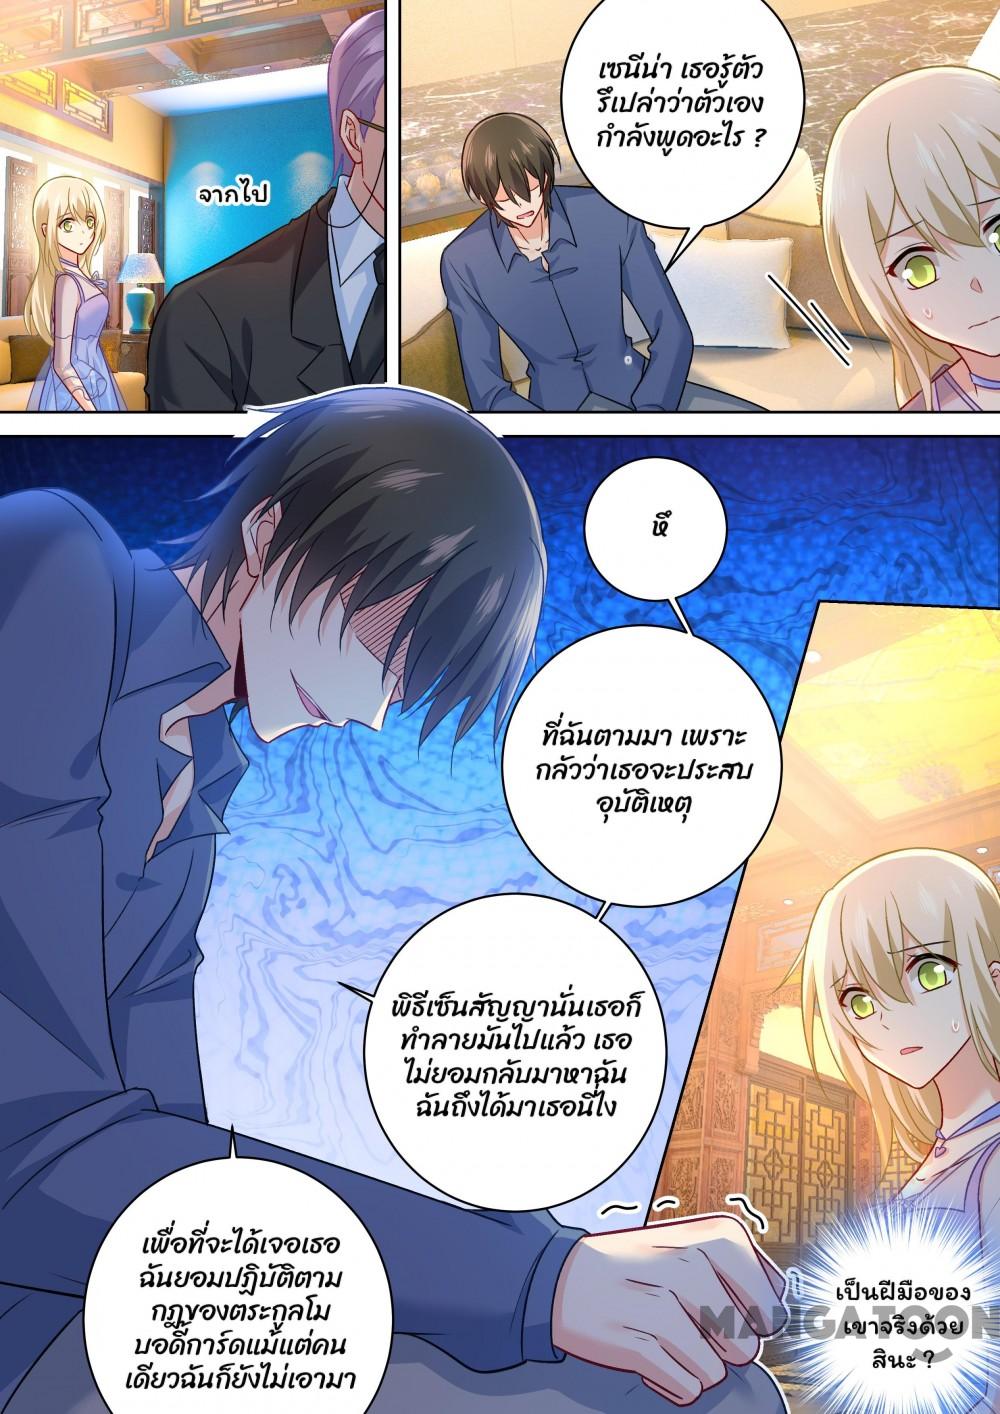 จากไป
เซนีน่า เธอรู้ตัว
รึเปล่าว่าตัวเอง
กำลังพูดอะไร ?
หึ
ที่ฉันตามมา เพราะ
กลัวว่าเธอจะประสบ
อุบัติเหตุ
พิธีเซ็นสัญญานั่นเธอก็
ทำลายมันไปแล้ว เธอ
ไม่ยอมกลับมาหาฉัน
ฉันถึงได้มาเธอนี่ไง
เพื่อที่จะได้เจอเธอ
ฉันยอมปฏิบัติตาม
กฎของตระกูลโม
บอดี้การ์ดแม้แต่คน
เดียวฉันก็ยังไม่เอามา
เป็นฝีมือของ
เขาจริงด้วย
สินะ ?
MANGATOON